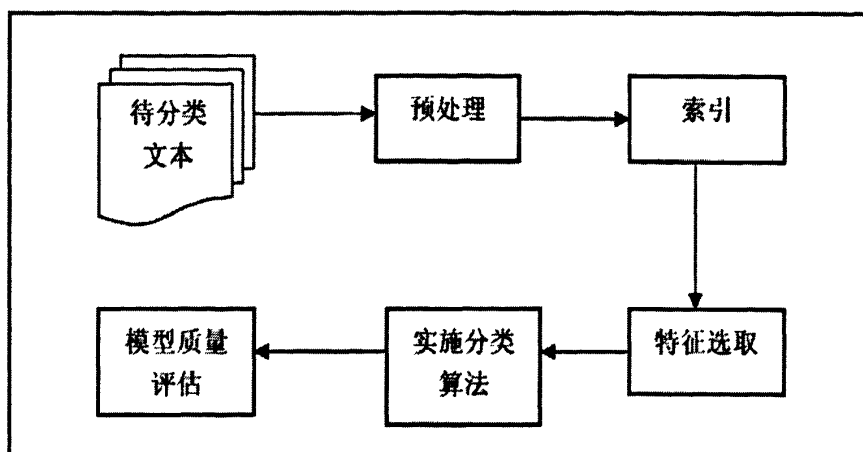 待分类
文本
预处理
索引
特征选取
实施分类
算法
模型质量
评估